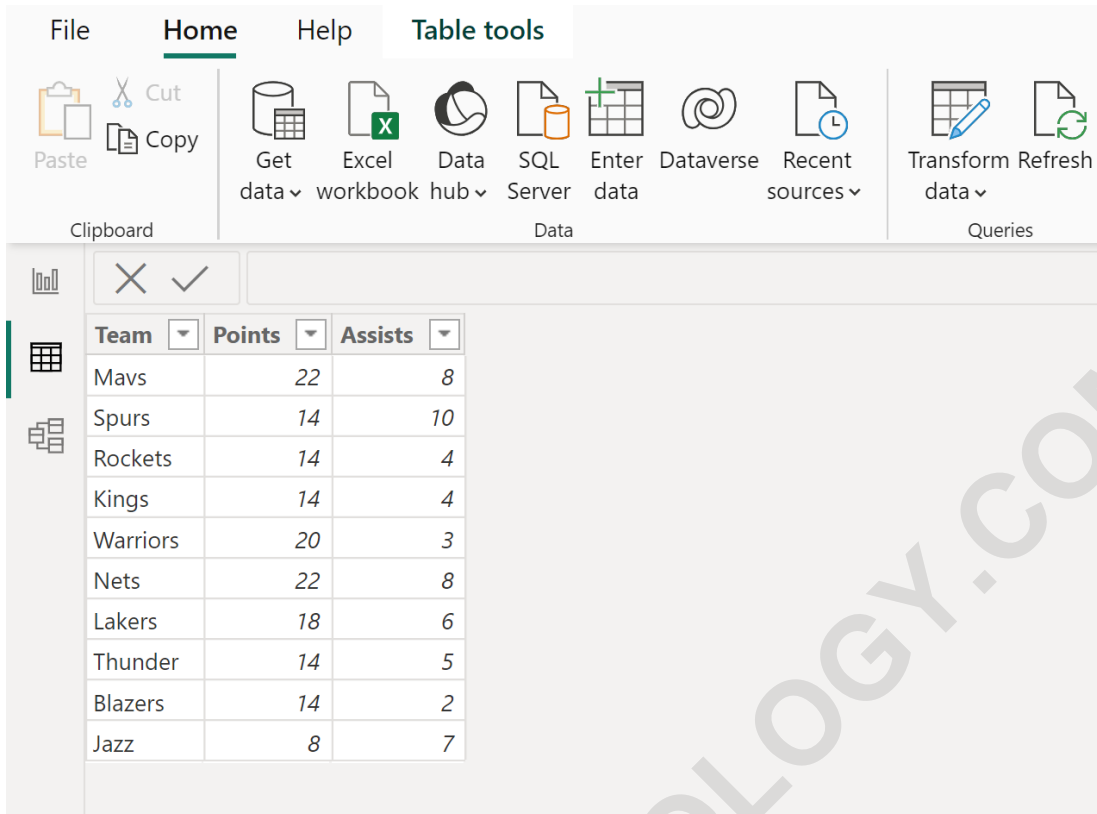 File Home Help Table tools
Cut
Copy
Paste
Get data
Excel workbook
Data hub
SQL Server
Enter data
Dataverse
Recent sources
Transform data
Refresh
Clipboard
Data
Queries
Team Points Assists
Mavs 22 8
Spurs 14 10
Rockets 14 4
Kings 14 4
Warriors 20 3
Nets 22 8
Lakers 18 6
Thunder 14 5
Blazers 14 2
Jazz 8 7